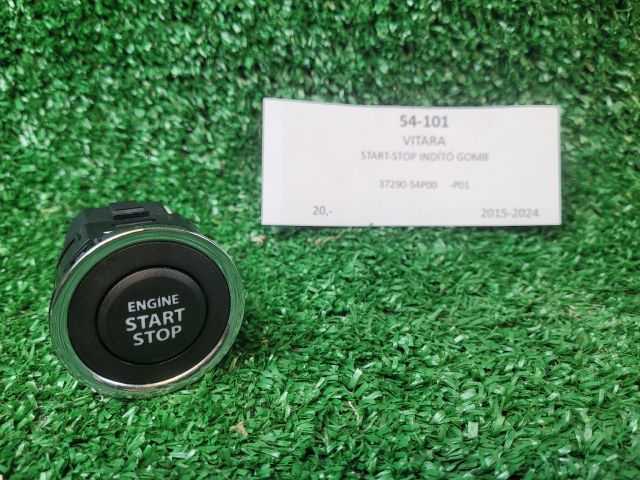 54-101
VITARA
START-STOP INDÍTÓ GOMB
37290-54P00 -P01
20,- 2015-2024
ENGINE
START
STOP